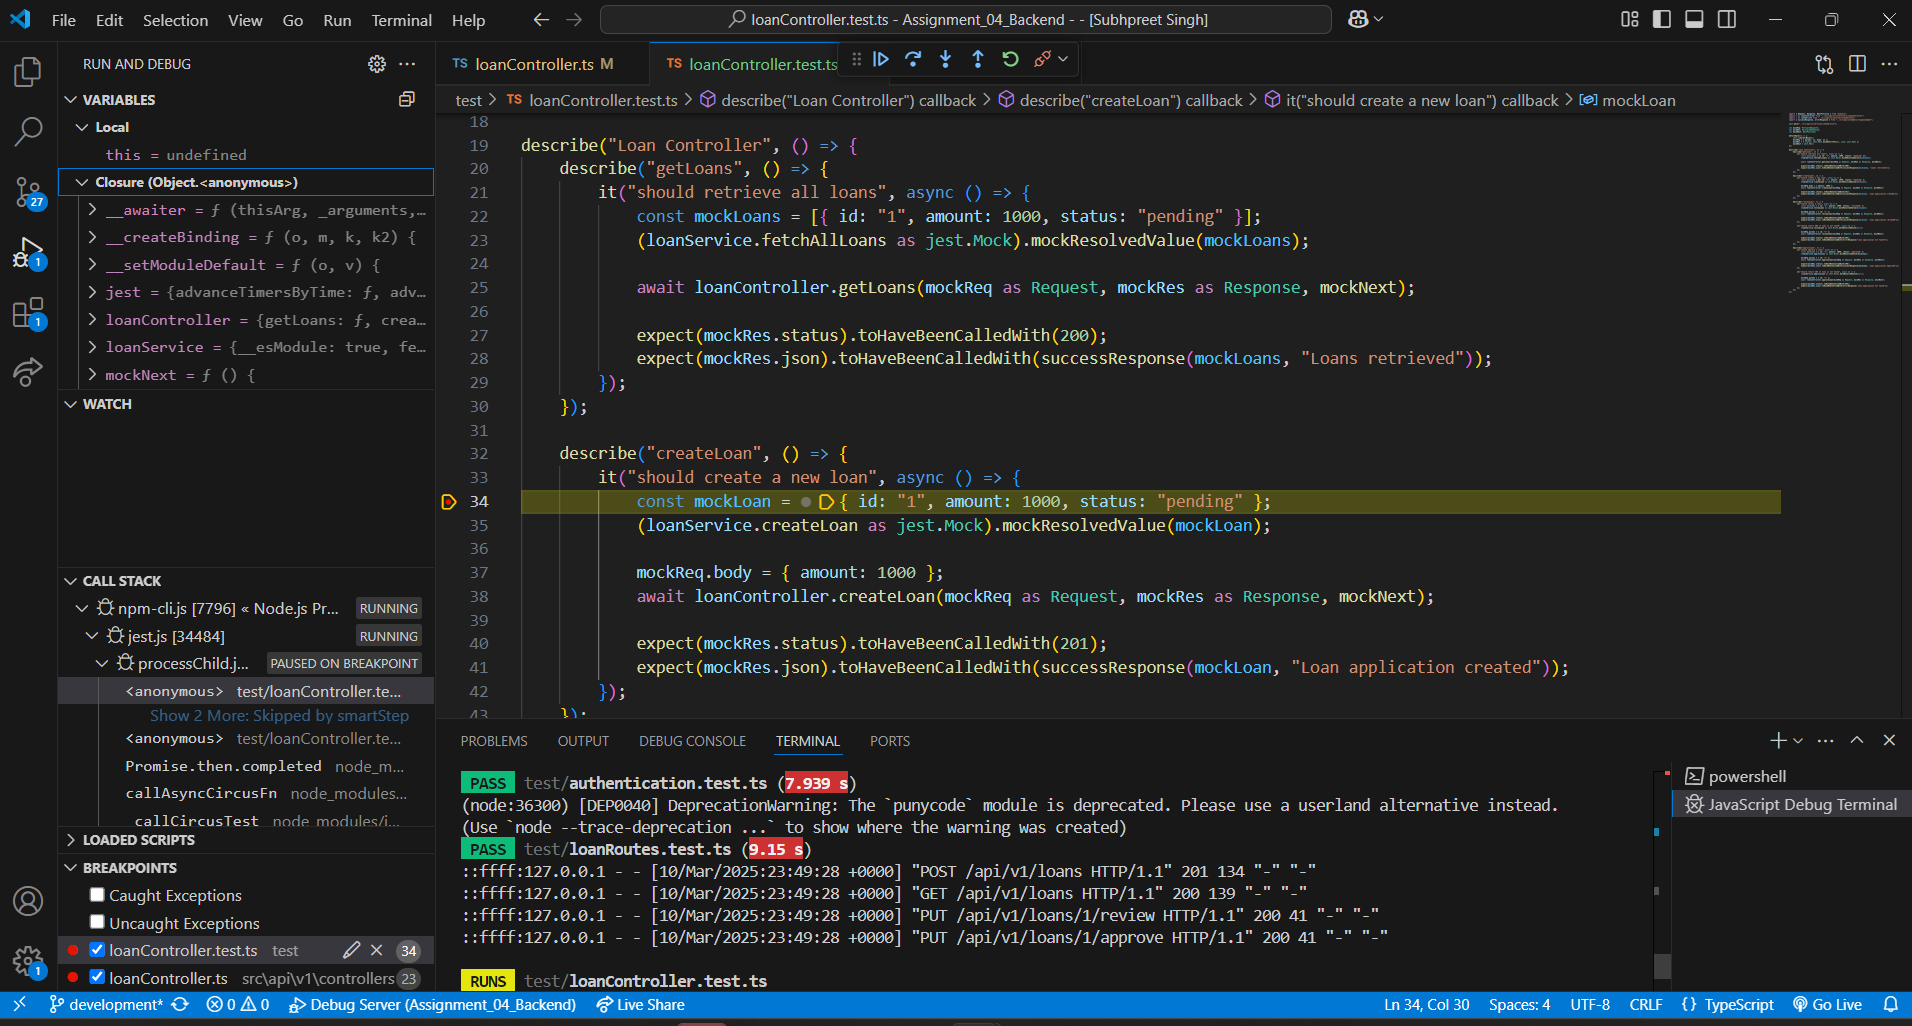 File Edit Selection View Go Run Terminal Help
loanController.test.ts - Assignment_04_Backend - - [Subhpreet Singh]
RUN AND DEBUG
VARIABLES
Local
this = undefined
Closure (Object.<anonymous>)
__awaiter = ƒ (thisArg, _arguments,…
__createBinding = ƒ (o, m, k, k2) {
__setModuleDefault = ƒ (o, v) {
jest = {advanceTimersByTime: ƒ, adv…
loanController = {getLoans: ƒ, crea…
loanService = {__esModule: true, fe…
mockNext = ƒ () {
WATCH
CALL STACK
npm-cli.js [7796] « Node.js Pr... RUNNING
jest.js [34484] RUNNING
processChild.j... PAUSED ON BREAKPOINT
<anonymous> test/loanController.te...
Show 2 More: Skipped by smartStep
<anonymous> test/loanController.te...
Promise.then.completed node_m...
callAsyncCircusFn node_modules...
_callCircusTest node_modules/j...
LOADED SCRIPTS
BREAKPOINTS
Caught Exceptions
Uncaught Exceptions
loanController.test.ts test 34
loanController.ts src\api\v1\controllers 23
27
1
1
1
TS loanController.ts M
TS loanController.test.ts
test > TS loanController.test.ts > describe("Loan Controller") callback > describe("createLoan") callback > it("should create a new loan") callback > mockLoan
18
19 describe("Loan Controller", () => {
20 describe("getLoans", () => {
21 it("should retrieve all loans", async () => {
22 const mockLoans = [{ id: "1", amount: 1000, status: "pending" }];
23 (loanService.fetchAllLoans as jest.Mock).mockResolvedValue(mockLoans);
24
25 await loanController.getLoans(mockReq as Request, mockRes as Response, mockNext);
26
27 expect(mockRes.status).toHaveBeenCalledWith(200);
28 expect(mockRes.json).toHaveBeenCalledWith(successResponse(mockLoans, "Loans retrieved"));
29 });
30 });
31
32 describe("createLoan", () => {
33 it("should create a new loan", async () => {
34 const mockLoan = { id: "1", amount: 1000, status: "pending" };
35 (loanService.createLoan as jest.Mock).mockResolvedValue(mockLoan);
36
37 mockReq.body = { amount: 1000 };
38 await loanController.createLoan(mockReq as Request, mockRes as Response, mockNext);
39
40 expect(mockRes.status).toHaveBeenCalledWith(201);
41 expect(mockRes.json).toHaveBeenCalledWith(successResponse(mockLoan, "Loan application created"));
42 });
43 });
PROBLEMS OUTPUT DEBUG CONSOLE TERMINAL PORTS
PASS test/authentication.test.ts (7.939 s)
(node:36300) [DEP0040] DeprecationWarning: The `punycode` module is deprecated. Please use a userland alternative instead.
(Use `node --trace-deprecation ...` to show where the warning was created)
PASS test/loanRoutes.test.ts (9.15 s)
::ffff:127.0.0.1 - - [10/Mar/2025:23:49:28 +0000] "POST /api/v1/loans HTTP/1.1" 201 134 "-" "-"
::ffff:127.0.0.1 - - [10/Mar/2025:23:49:28 +0000] "GET /api/v1/loans HTTP/1.1" 200 139 "-" "-"
::ffff:127.0.0.1 - - [10/Mar/2025:23:49:28 +0000] "PUT /api/v1/loans/1/review HTTP/1.1" 200 41 "-" "-"
::ffff:127.0.0.1 - - [10/Mar/2025:23:49:28 +0000] "PUT /api/v1/loans/1/approve HTTP/1.1" 200 41 "-" "-"
RUNS test/loanController.test.ts
powershell
JavaScript Debug Terminal
development* 0 0 Debug Server (Assignment_04_Backend) Live Share Ln 34, Col 30 Spaces: 4 UTF-8 CRLF {} TypeScript Go Live